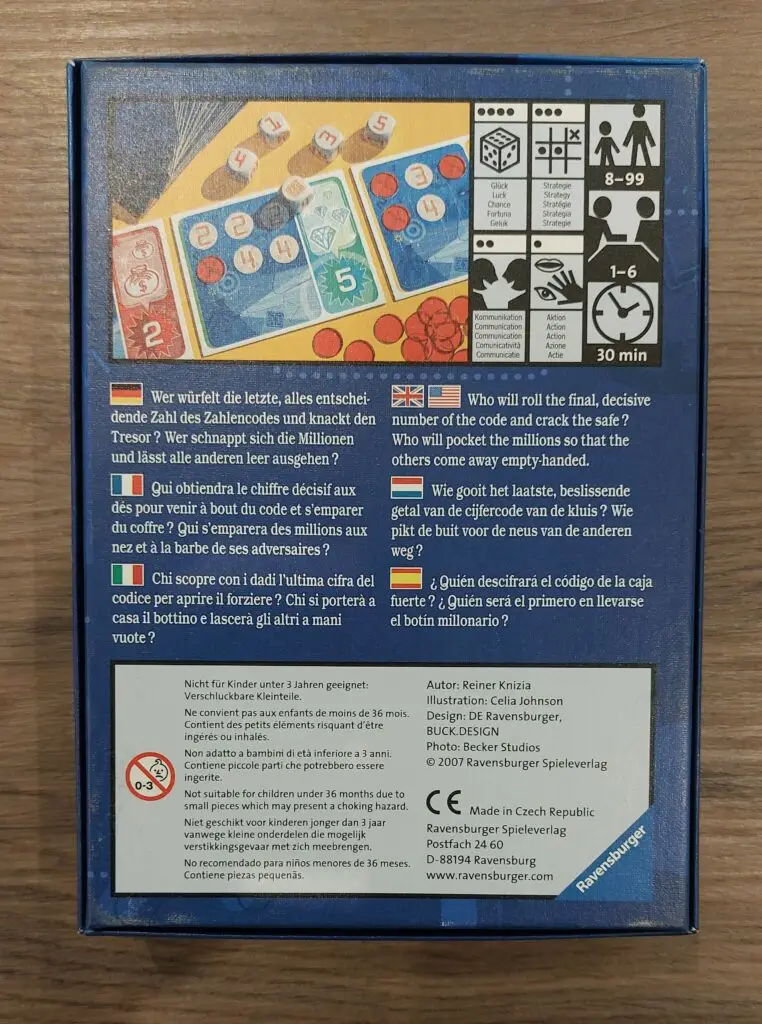 1
3
5
4
2 2 2
4 4
5
3
4
2
$
Glück
Luck
Chance
Fortuna
Geluk
Strategie
Strategy
Stratégie
Strategia
Strategie
8–99
1–6
Kommunikation
Communication
Communication
Comunicatività
Communicatie
Aktion
Action
Action
Azione
Actie
30 min
Wer würfelt die letzte, alles entschei-
dende Zahl des Zahlencodes und knackt den
Tresor ? Wer schnappt sich die Millionen
und lässt alle anderen leer ausgehen ?
Who will roll the final, decisive
number of the code and crack the safe ?
Who will pocket the millions so that the
others come away empty-handed.
Qui obtiendra le chiffre décisif aux
dés pour venir à bout du code et s'emparer
du coffre ? Qui s'emparera des millions aux
nez et à la barbe de ses adversaires ?
Wie gooit het laatste, beslissende
getal van de cijfercode van de kluis ? Wie
pikt de buit voor de neus van de anderen
weg ?
Chi scopre con i dadi l'ultima cifra del
codice per aprire il forziere ? Chi si porterà a
casa il bottino e lascerà gli altri a mani
vuote ?
¿ Quién descifrará el código de la caja
fuerte ? ¿ Quién será el primero en llevarse
el botín millonario ?
Nicht für Kinder unter 3 Jahren geeignet:
Verschluckbare Kleinteile.
Ne convient pas aux enfants de moins de 36 mois.
Contient des petits éléments risquant d'être
ingérés ou inhalés.
Non adatto a bambini di età inferiore a 3 anni.
Contiene piccole parti che potrebbero essere
ingerite.
Not suitable for children under 36 months due to
small pieces which may present a choking hazard.
Niet geschikt voor kinderen jonger dan 3 jaar
vanwege kleine onderdelen die mogelijk
verstikkingsgevaar met zich meebrengen.
No recomendado para niños menores de 36 meses.
Contiene piezas pequenãs.
0-3
Autor: Reiner Knizia
Illustration: Celia Johnson
Design: DE Ravensburger,
BUCK.DESIGN
Photo: Becker Studios
© 2007 Ravensburger Spieleverlag
CE Made in Czech Republic
Ravensburger Spieleverlag
Postfach 24 60
D-88194 Ravensburg
www.ravensburger.com
Ravensburger